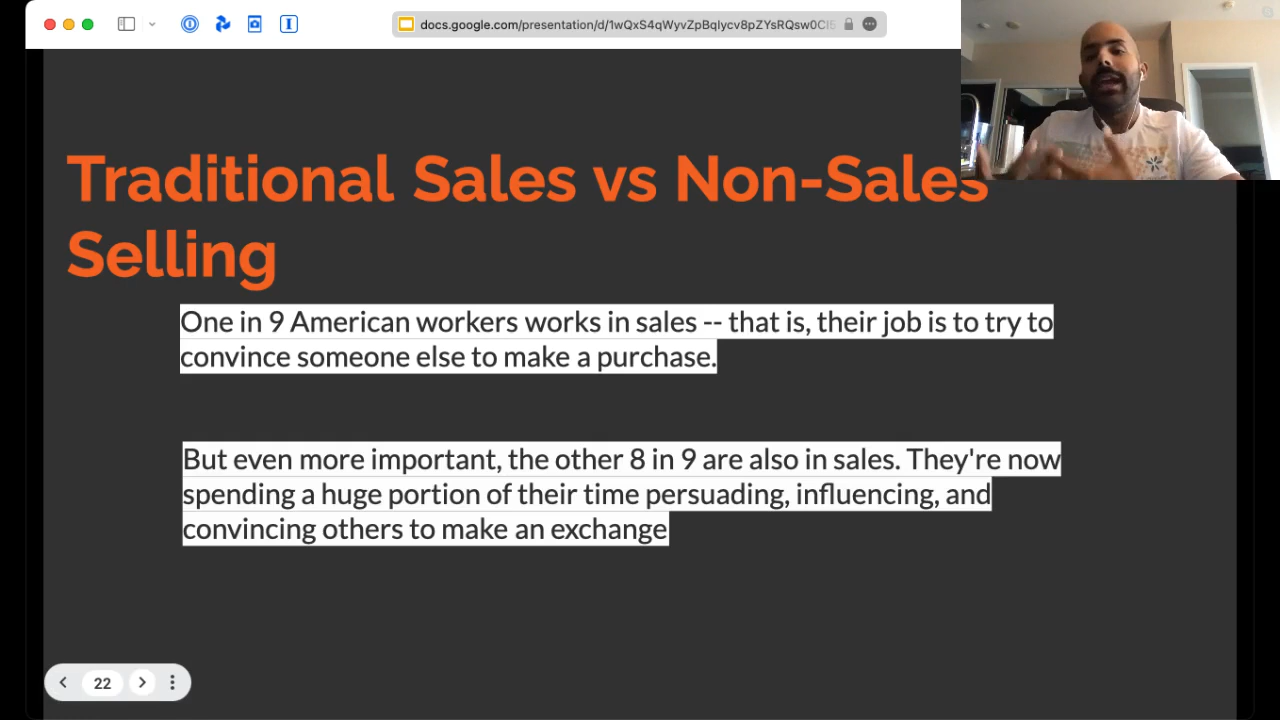 docs.google.com/presentation/d/1wQxS4qWyvZpBqlycv8pZYsRQsw0CI5
Traditional Sales vs Non-Sales
Selling
One in 9 American workers works in sales -- that is, their job is to try to
convince someone else to make a purchase.
But even more important, the other 8 in 9 are also in sales. They're now
spending a huge portion of their time persuading, influencing, and
convincing others to make an exchange
22